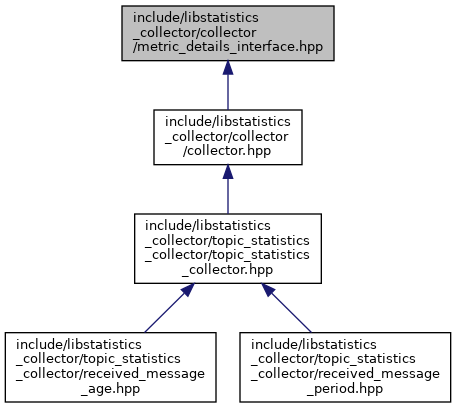 include/libstatistics
_collector/collector
/metric_details_interface.hpp
include/libstatistics
_collector/collector
/collector.hpp
include/libstatistics
_collector/topic_statistics
_collector/topic_statistics
_collector.hpp
include/libstatistics
_collector/topic_statistics
_collector/received_message
_age.hpp
include/libstatistics
_collector/topic_statistics
_collector/received_message
_period.hpp